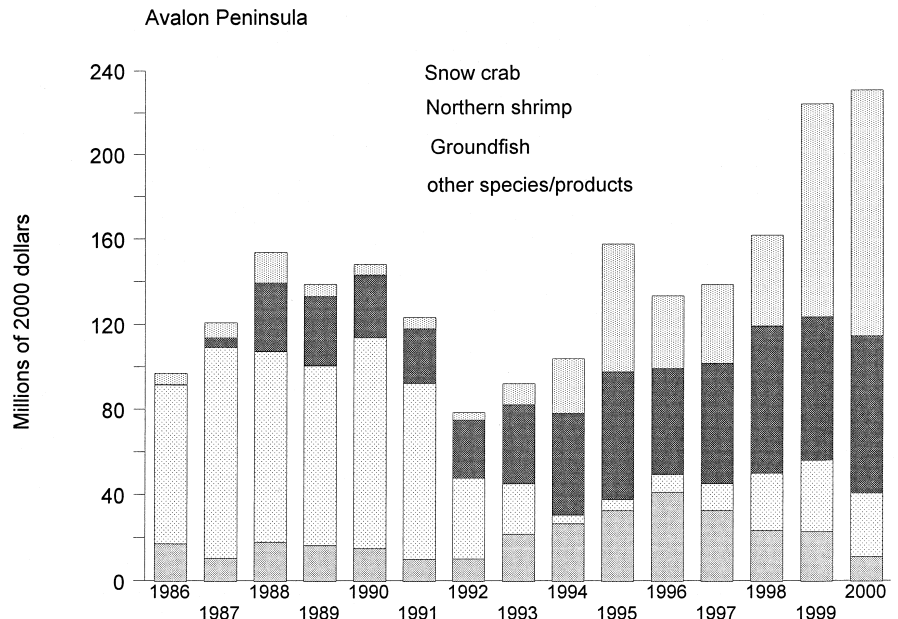 Avalon Peninsula
Snow crab
Northern shrimp
Groundfish
other species/products
Millions of 2000 dollars
240
200
160
120
80
40
0
1986 1988 1990 1992 1994 1996 1998 2000
1987 1989 1991 1993 1995 1997 1999